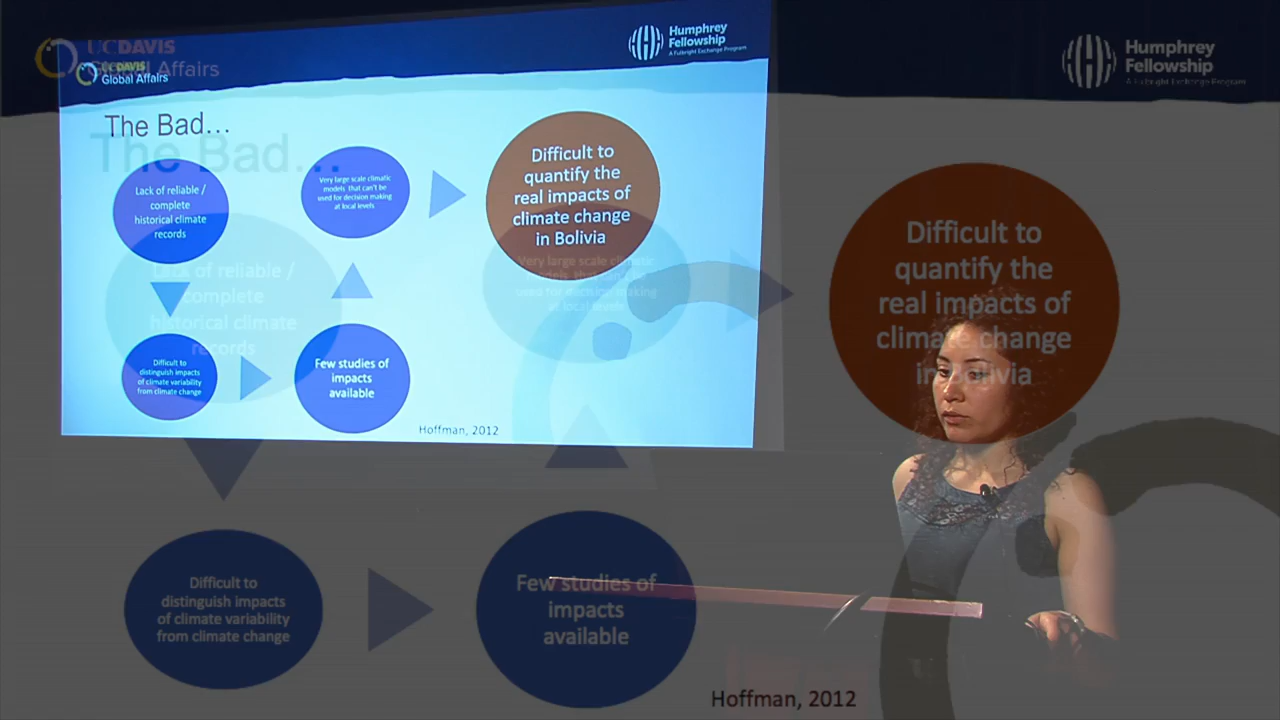 UCDAVIS
Global Affairs
Humphrey
Fellowship
A Fulbright Exchange Program
The Bad...
Lack of reliable /
complete
historical climate
records
Very large scale climatic
models that can't be
used for decision making
at local levels
Difficult to
quantify the
real impacts of
climate change
in Bolivia
Difficult to
distinguish impacts
of climate variability
from climate change
Few studies of
impacts
available
Hoffman, 2012
UCDAVIS
Global Affairs
Humphrey
Fellowship
A Fulbright Exchange Program
The Bad...
Lack of reliable /
complete
historical climate
records
Very large scale climatic
models that can't be
used for decision making
at local levels
Difficult to
quantify the
real impacts of
climate change
in Bolivia
Difficult to
distinguish impacts
of climate variability
from climate change
Few studies of
impacts
available
Hoffman, 2012